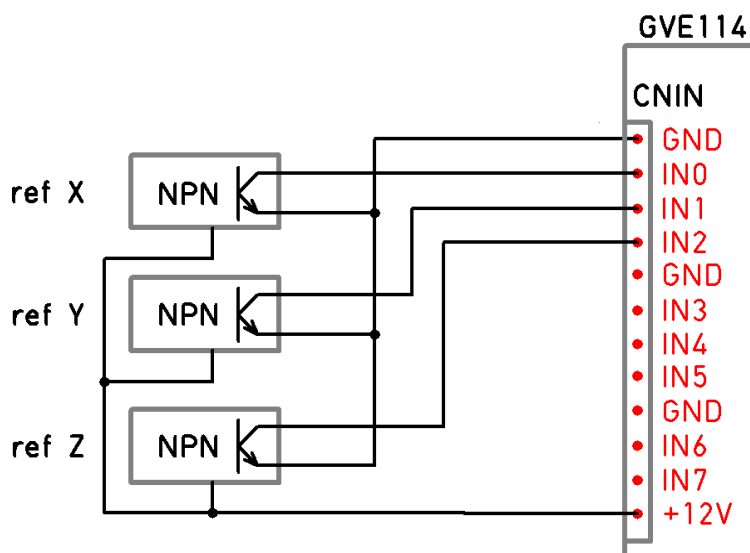 GVE114
CNIN
GND
ref X NPN IN0
IN1
IN2
GND
ref Y NPN IN3
IN4
IN5
GND
ref Z NPN IN6
IN7
+12V